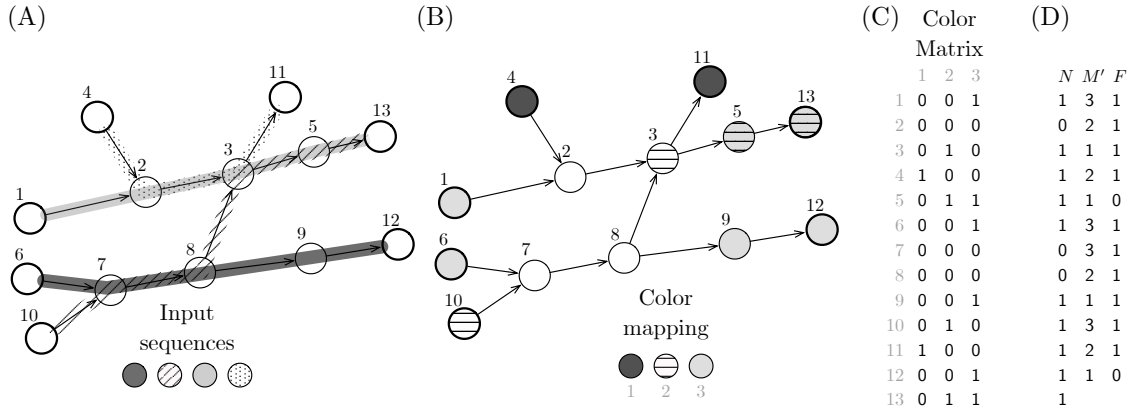 (A)
4
11
13
5
3
2
1
12
9
8
7
6
10
Input
sequences
(B)
4
11
13
5
3
2
1
12
9
8
7
6
10
Color
mapping
1 2 3
(C)
Color
Matrix
1 2 3
1 0 0 1
2 0 0 0
3 0 1 0
4 1 0 0
5 0 1 1
6 0 0 1
7 0 0 0
8 0 0 0
9 0 0 1
10 0 1 0
11 1 0 0
12 0 0 1
13 0 1 1
(D)
N M′ F
1 3 1
0 2 1
1 1 1
1 2 1
1 1 0
1 3 1
0 3 1
0 2 1
1 1 1
1 3 1
1 2 1
1 1 0
1